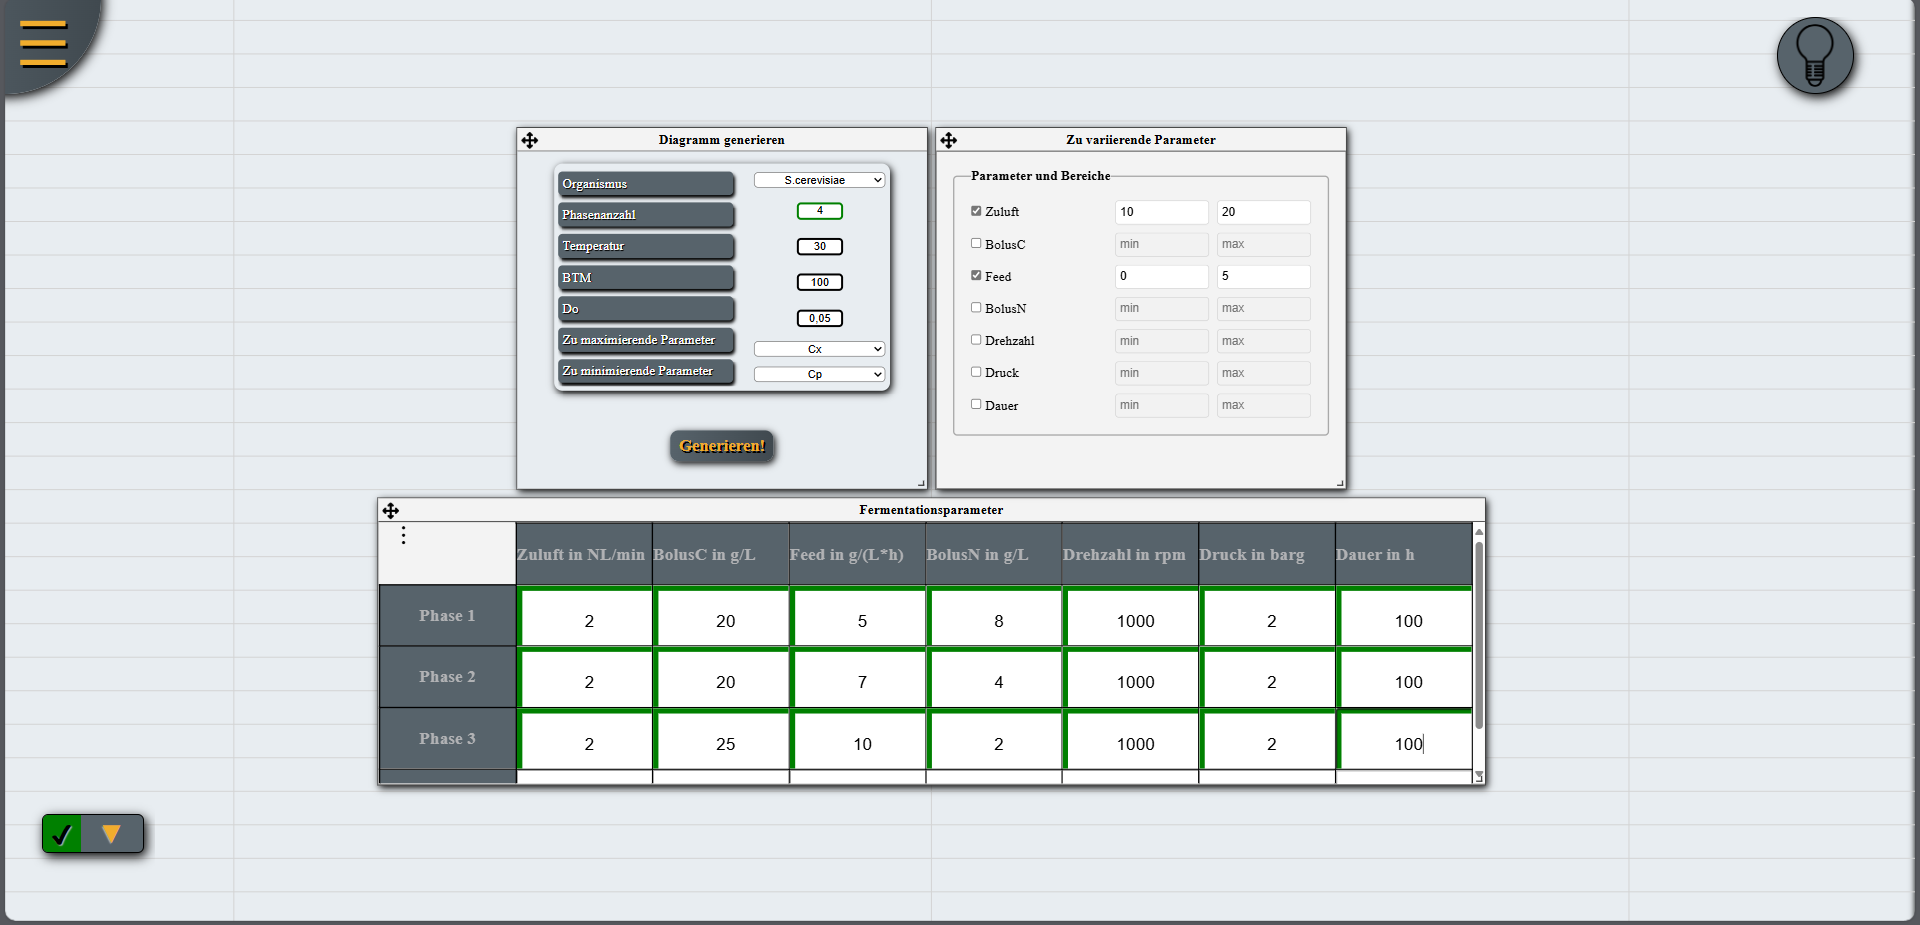 Diagramm generieren
Organismus S.cerevisiae
Phasenanzahl 4
Temperatur 30
BTM 100
Do 0,05
Zu maximierende Parameter Cx
Zu minimierende Parameter Cp
Generieren!
Zu variierende Parameter
Parameter und Bereiche
Zuluft 10 20
BolusC min max
Feed 0 5
BolusN min max
Drehzahl min max
Druck min max
Dauer min max
Fermentationsparameter
Zuluft in NL/min BolusC in g/L Feed in g/(L*h) BolusN in g/L Drehzahl in rpm Druck in barg Dauer in h
Phase 1 2 20 5 8 1000 2 100
Phase 2 2 20 7 4 1000 2 100
Phase 3 2 25 10 2 1000 2 100